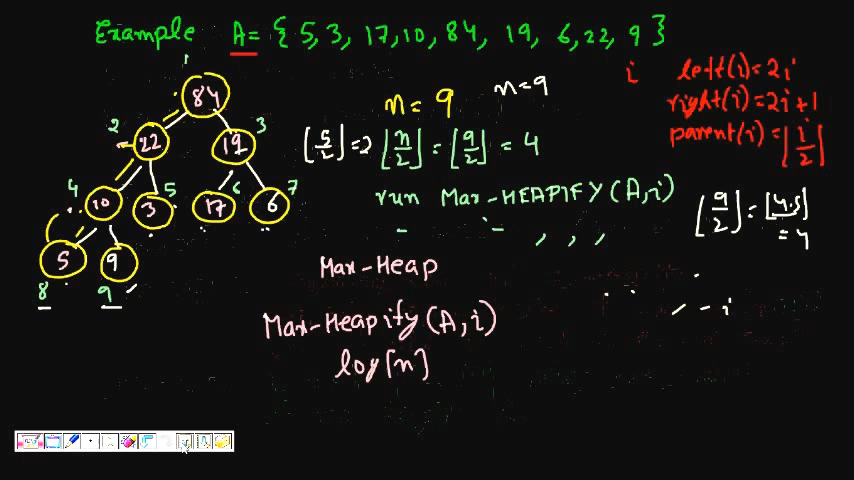 Example A = { 5, 3, 17, 10, 84, 19, 6, 22, 9 }
i left(i) = 2i
right(i) = 2i + 1
parent(i) = ⌊i/2⌋
1
84
2
22
3
19
4
10
5
3
6
17
7
6
8
5
9
9
n = 9
n = 9
⌊5/2⌋ = 2 ⌊n/2⌋ = ⌊9/2⌋ = 4
run Max-HEAPIFY(A,i)
⌊9/2⌋ = ⌊4.5⌋
= 4
Max-Heap
Max-Heapify(A,i)
log[n]
i